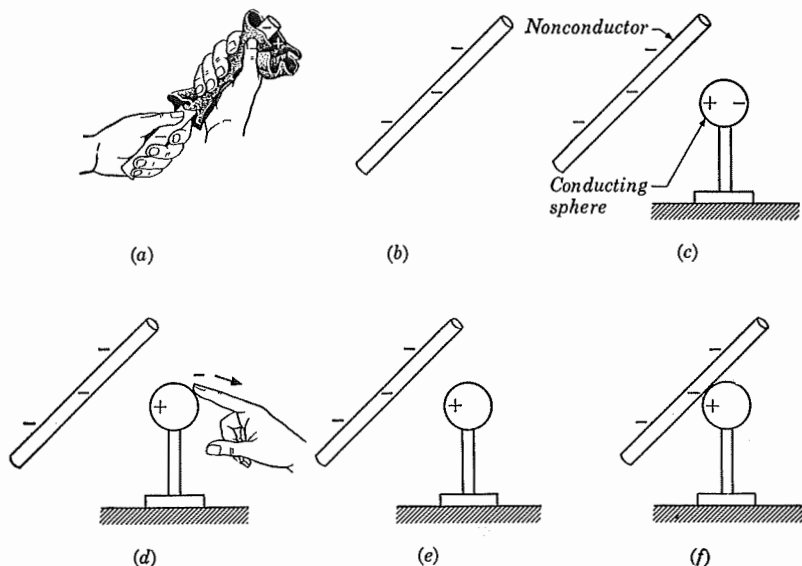 Nonconductor
Conducting
sphere
(a)
(b)
(c)
(d)
(e)
(f)